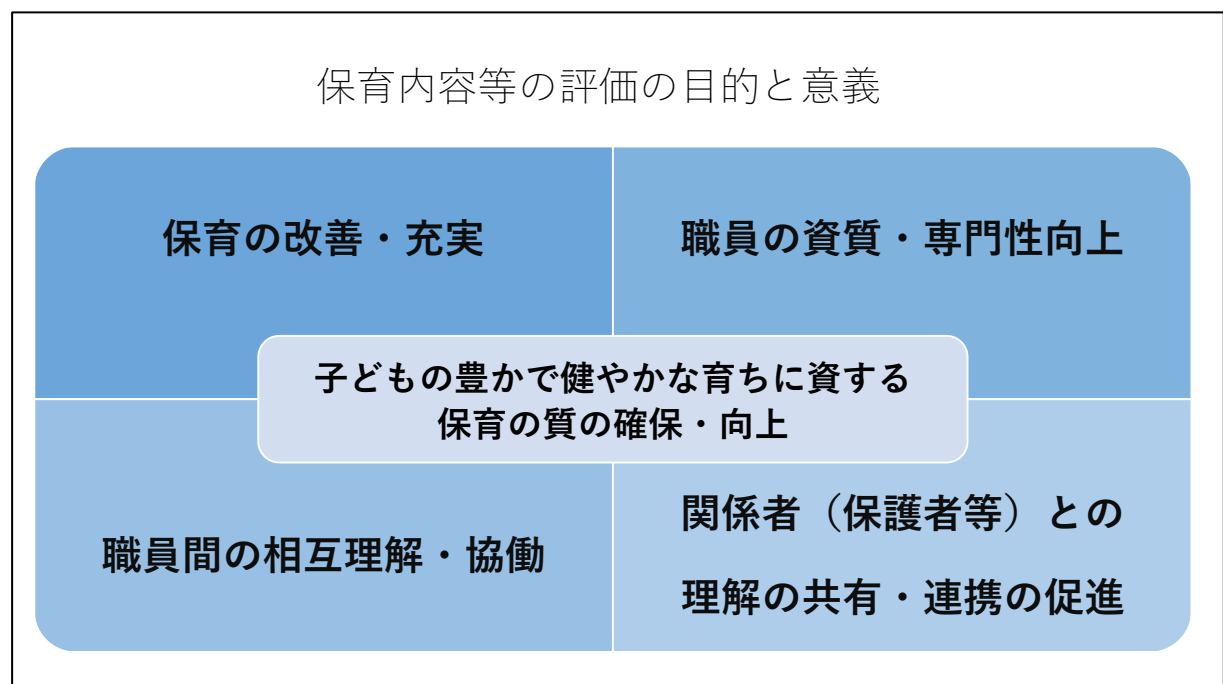 保育内容等の評価の目的と意義
保育の改善・充実
職員の資質・専門性向上
子どもの豊かで健やかな育ちに資する
保育の質の確保・向上
職員間の相互理解・協働
関係者（保護者等）との
理解の共有・連携の促進